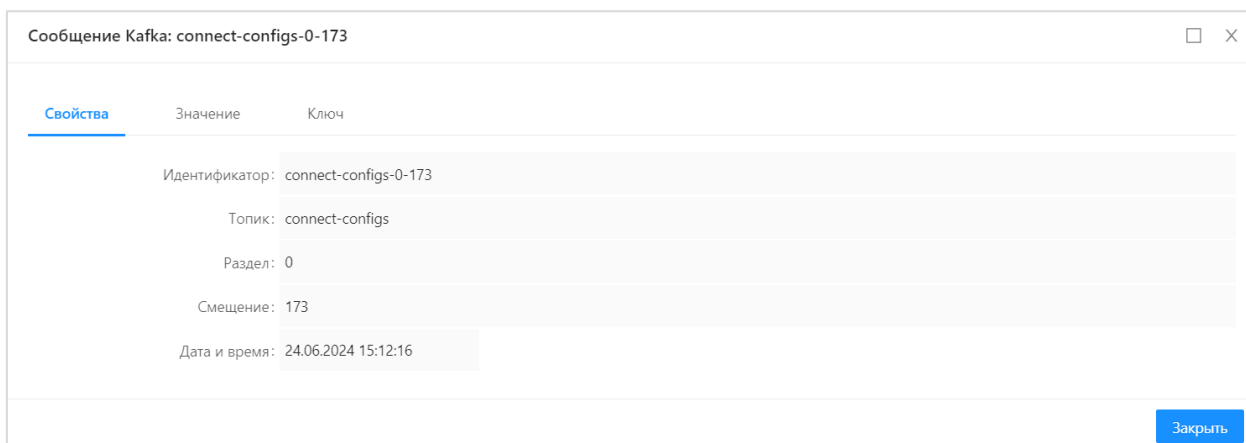 Сообщение Kafka: connect-configs-0-173
Свойства Значение Ключ
Идентификатор: connect-configs-0-173
Топик: connect-configs
Раздел: 0
Смещение: 173
Дата и время: 24.06.2024 15:12:16
Закрыть